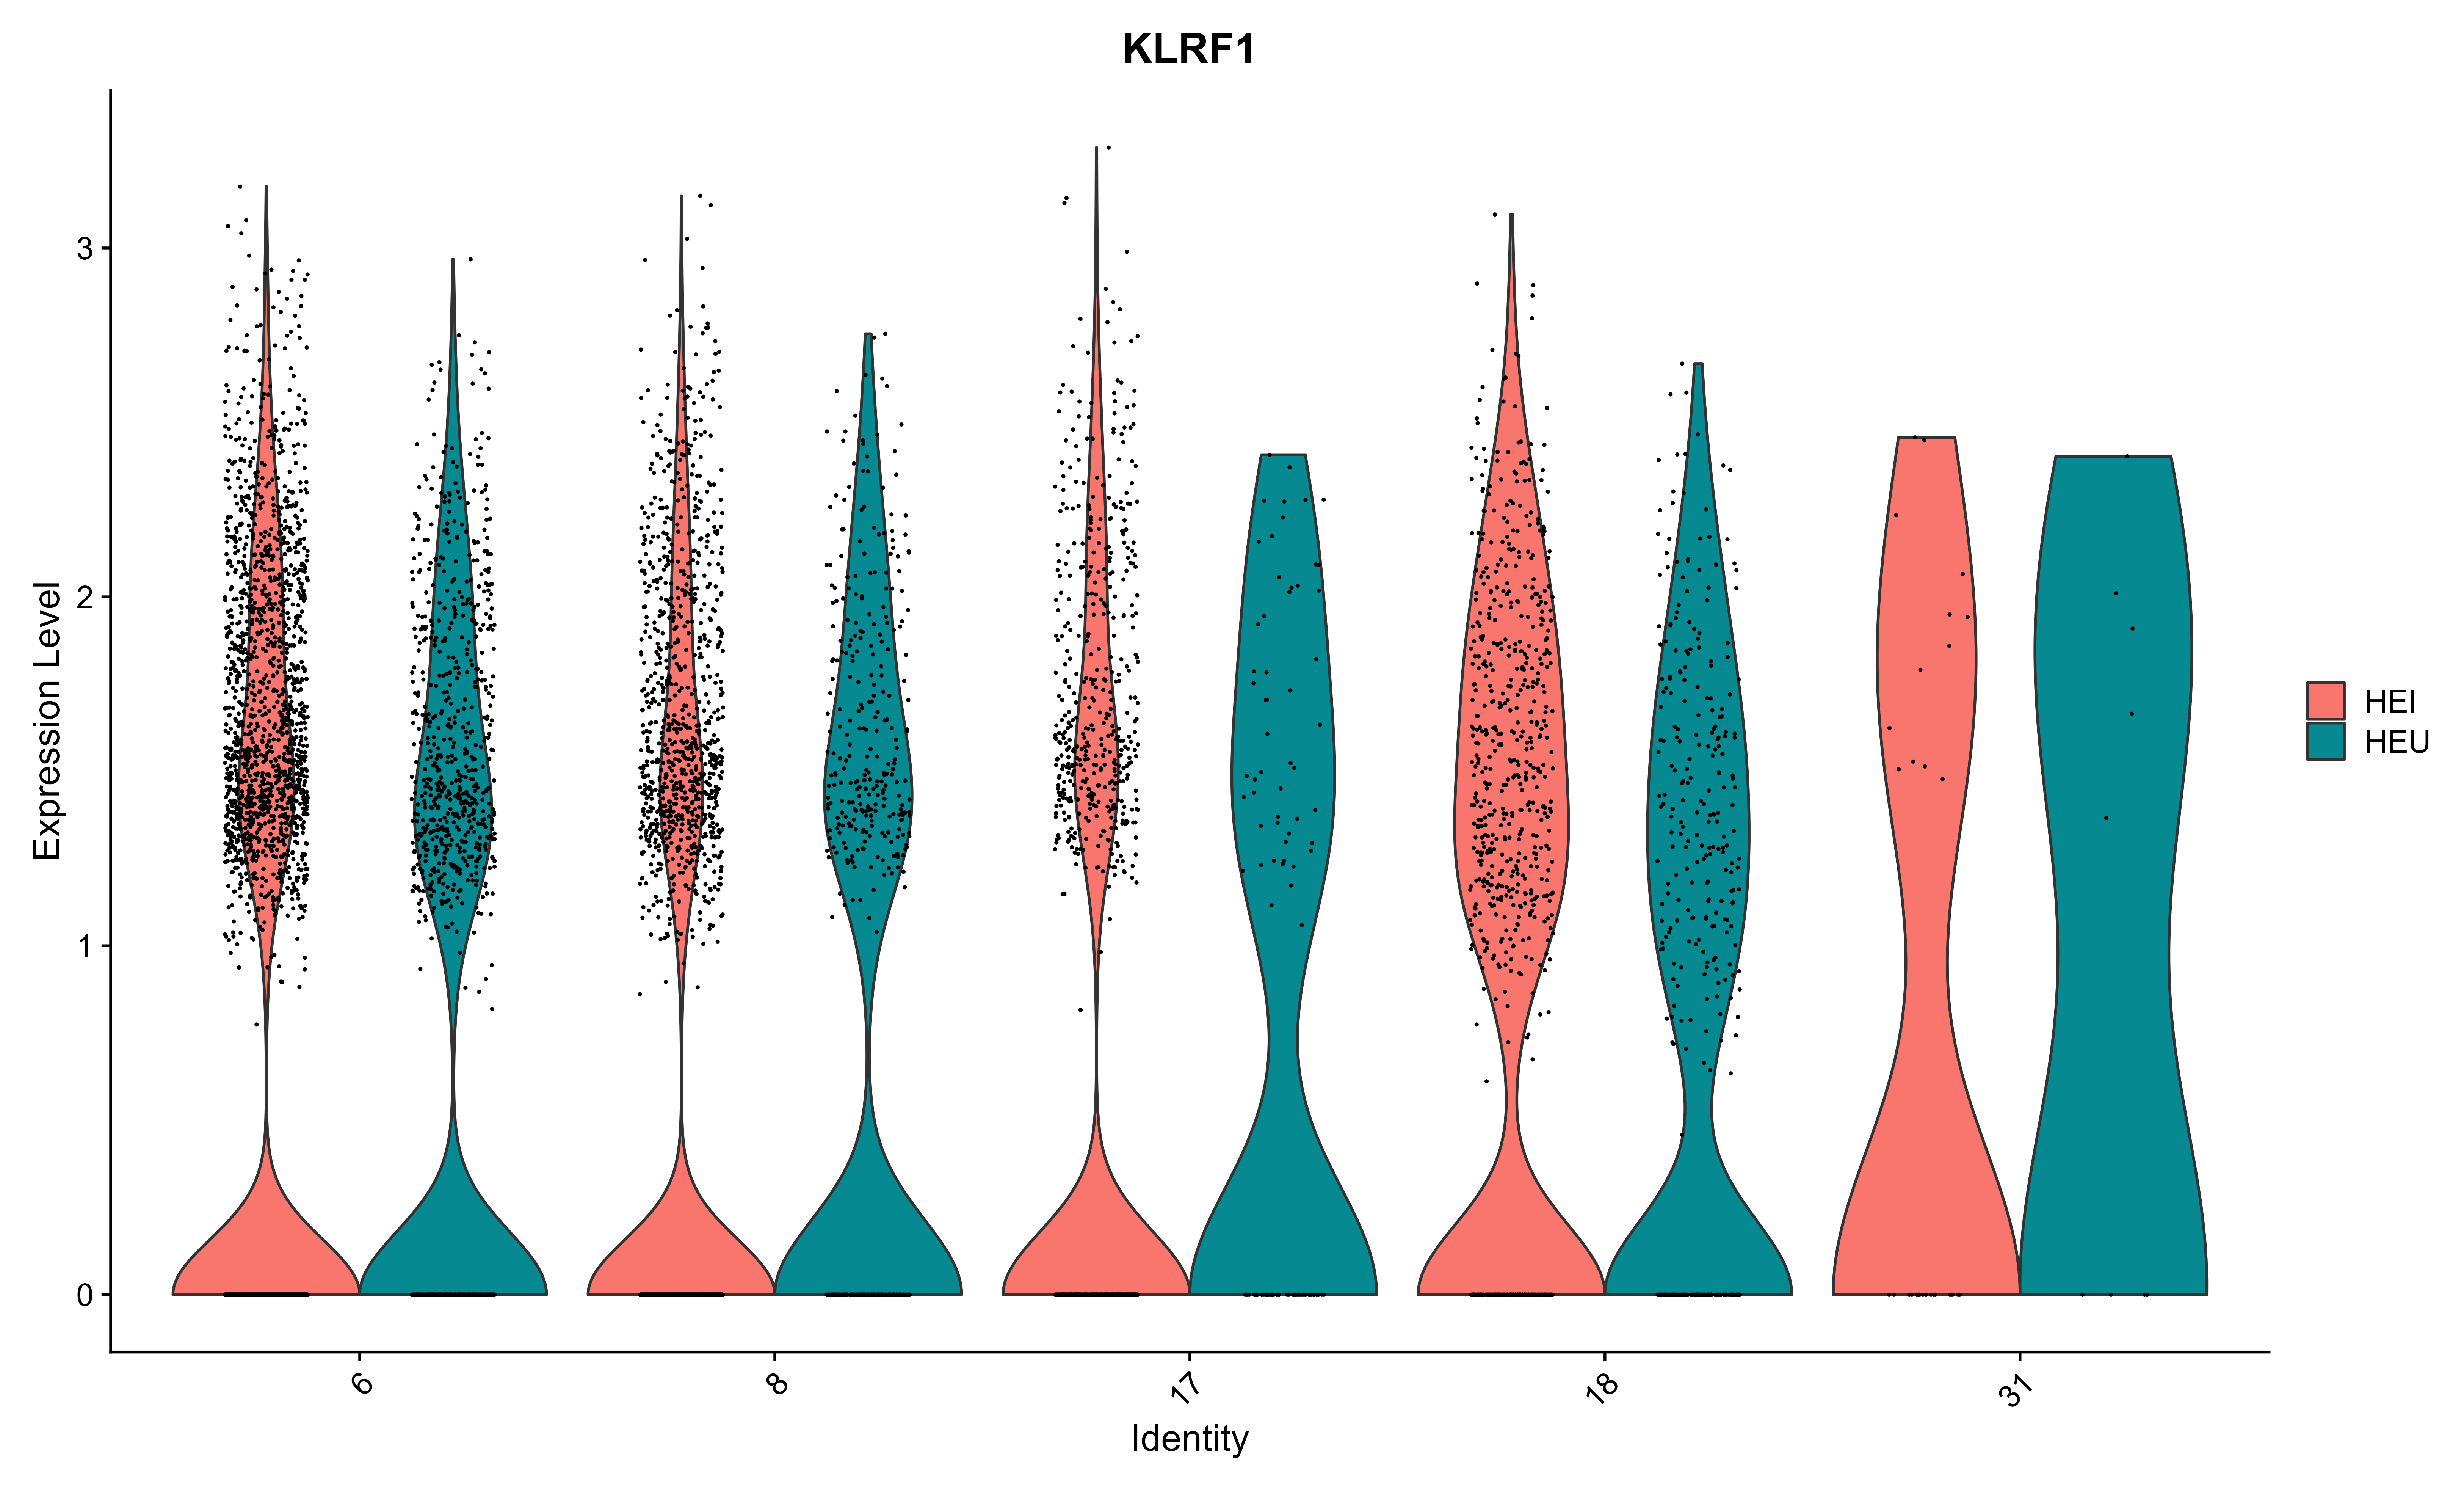 KLRF1
Expression Level
3
2
1
0
6
8
17
18
31
Identity
HEI
HEU